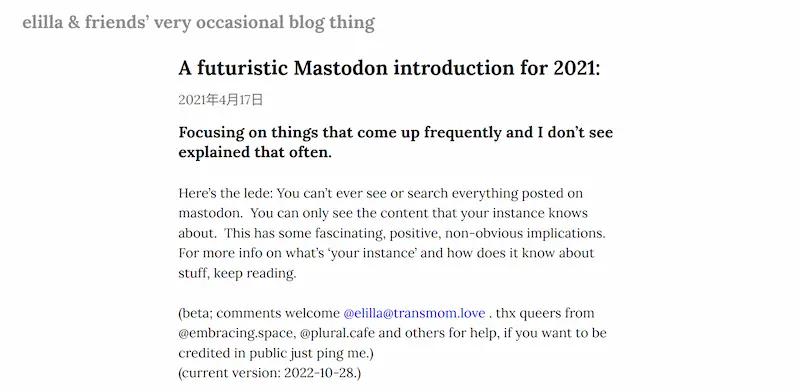 elilla & friends’ very occasional blog thing
A futuristic Mastodon introduction for 2021:
2021年4月17日
Focusing on things that come up frequently and I don’t see
explained that often.
Here’s the lede: You can’t ever see or search everything posted on
mastodon.  You can only see the content that your instance knows
about.  This has some fascinating, positive, non-obvious implications.
For more info on what’s ‘your instance’ and how does it know about
stuff, keep reading.
(beta; comments welcome @elilla@transmom.love . thx queers from
@embracing.space, @plural.cafe and others for help, if you want to be
credited in public just ping me.)
(current version: 2022-10-28.)